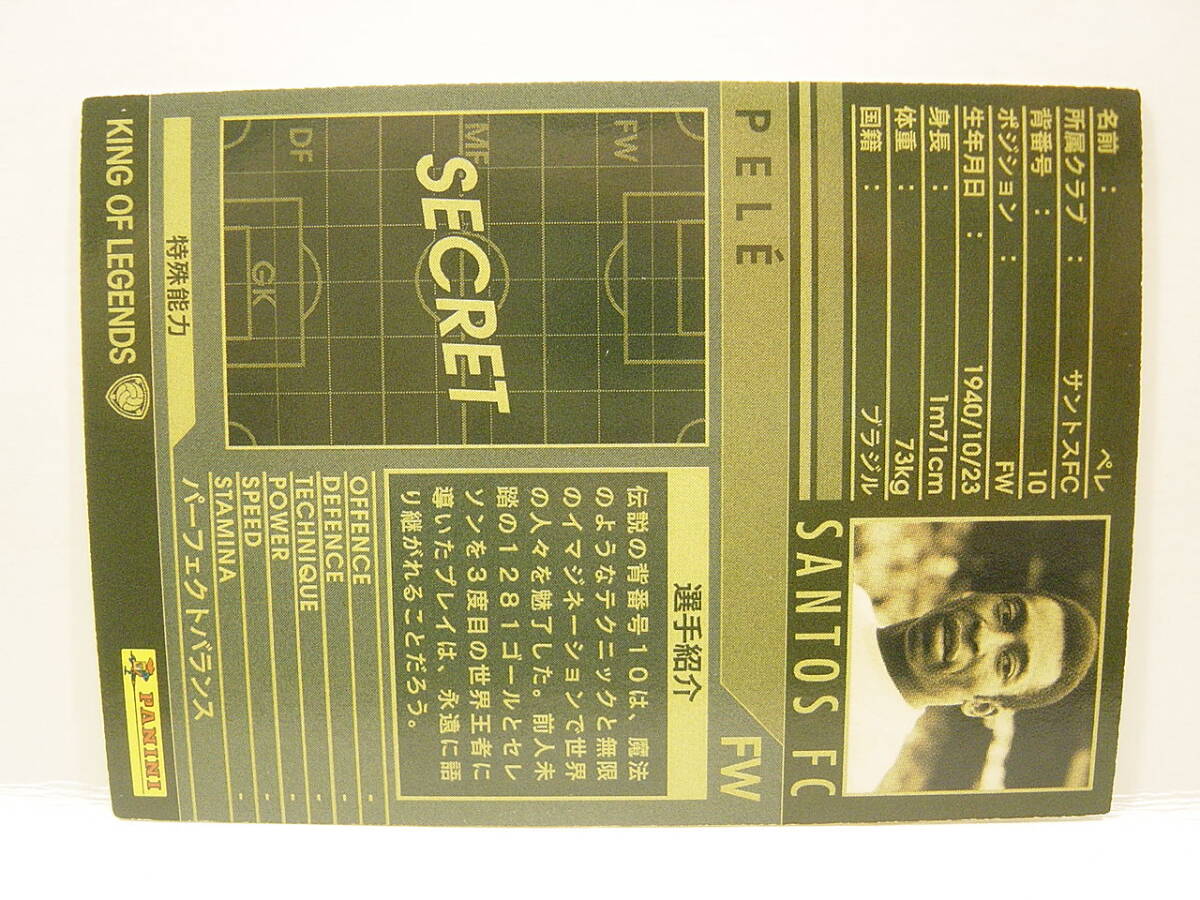 名前 : ペレ
所属クラブ : サントスFC
背番号 : 10
ポジション : FW
生年月日 : 1940/10/23
身長 : 1m71cm
体重 : 73kg
国籍 : ブラジル
SANTOS FC
PELÉ
FW
FW
MF
DF
GK
SECRET
選手紹介
伝説の背番号10は、魔法
のようなテクニックと無限
のイマジネーションで世界
の人々を魅了した。前人未
踏の1281ゴールとセレ
ソンを3度目の世界王者に
導いたプレイは、永遠に語
り継がれることだろう。
OFFENCE -
DEFENCE -
TECHNIQUE -
POWER -
SPEED -
STAMINA -
特殊能力
パーフェクトバランス
KING OF LEGENDS
PANINI